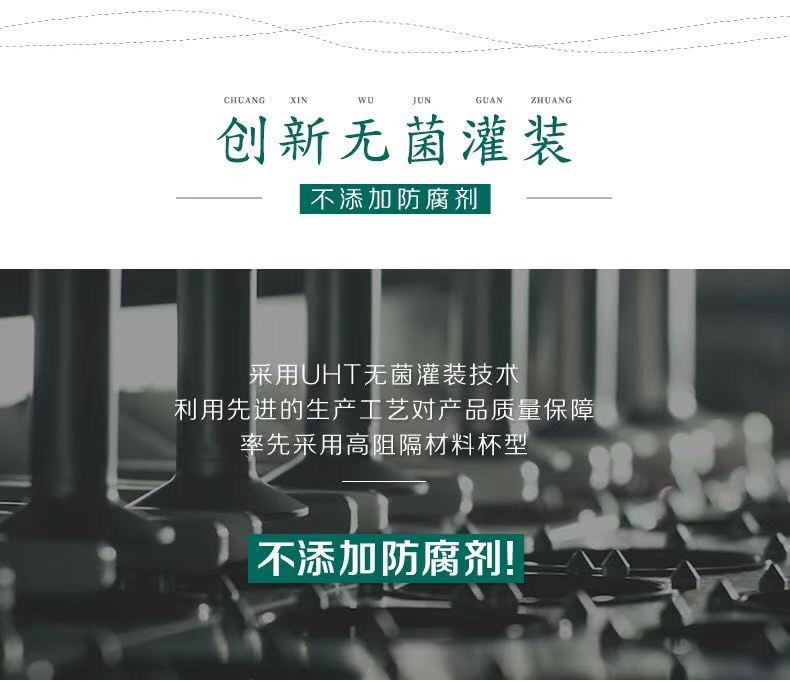 CHUANG XIN WU JUN GUAN ZHUANG
创新无菌灌装
不添加防腐剂
采用UHT无菌灌装技术
利用先进的生产工艺对产品质量保障
率先采用高阻隔材料杯型
不添加防腐剂!